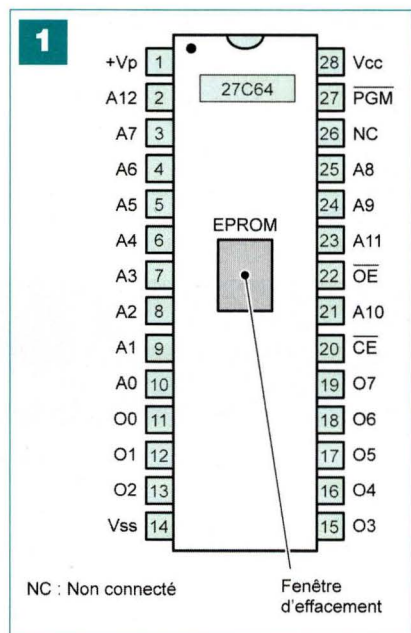 1
+Vp 1 28 Vcc
A12 2 27C64 27 P̅G̅M̅
A7 3 26 NC
A6 4 25 A8
A5 5 24 A9
A4 6 EPROM 23 A11
A3 7 22 O̅E̅
A2 8 21 A10
A1 9 20 C̅E̅
A0 10 19 O7
O0 11 18 O6
O1 12 17 O5
O2 13 16 O4
Vss 14 15 O3
NC : Non connecté Fenêtre
d'effacement